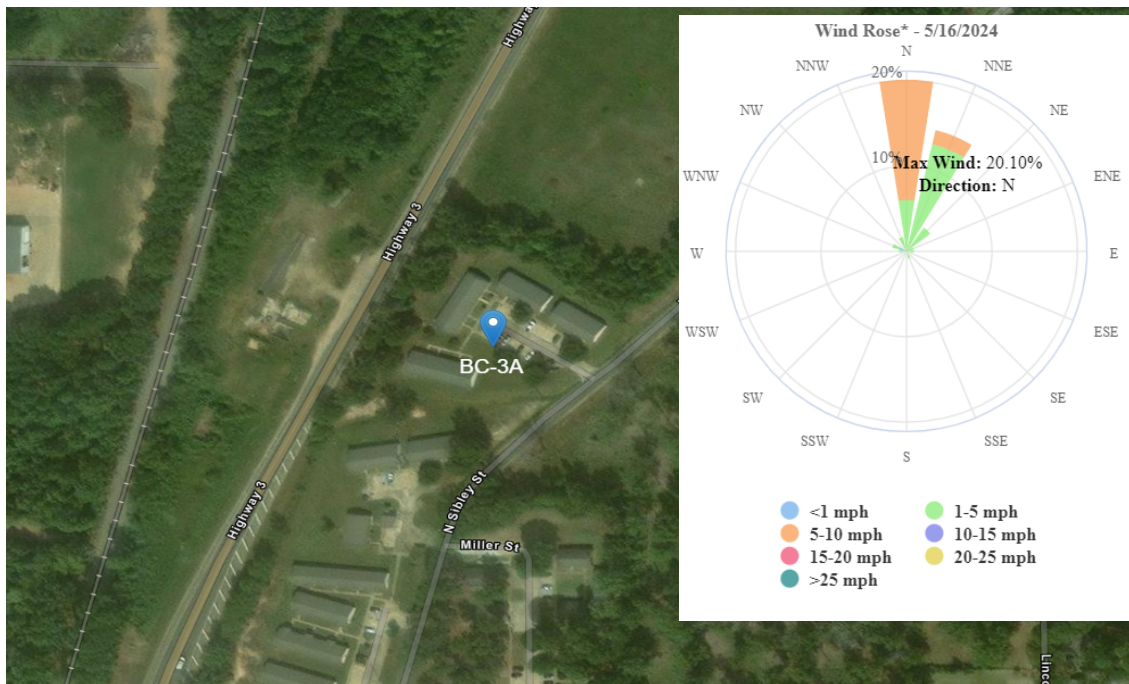 Highway
Highway 3
BC-3A
Highway 3
N Sibley St
Miller St
Linco
Wind Rose* - 5/16/2024
N
NNW
NNE
20%
NW
NE
10%
Max Wind: 20.10%
WNW
ENE
Direction: N
W
E
WSW
ESE
SW
SE
SSW
SSE
S
<1 mph
1-5 mph
5-10 mph
10-15 mph
15-20 mph
20-25 mph
>25 mph